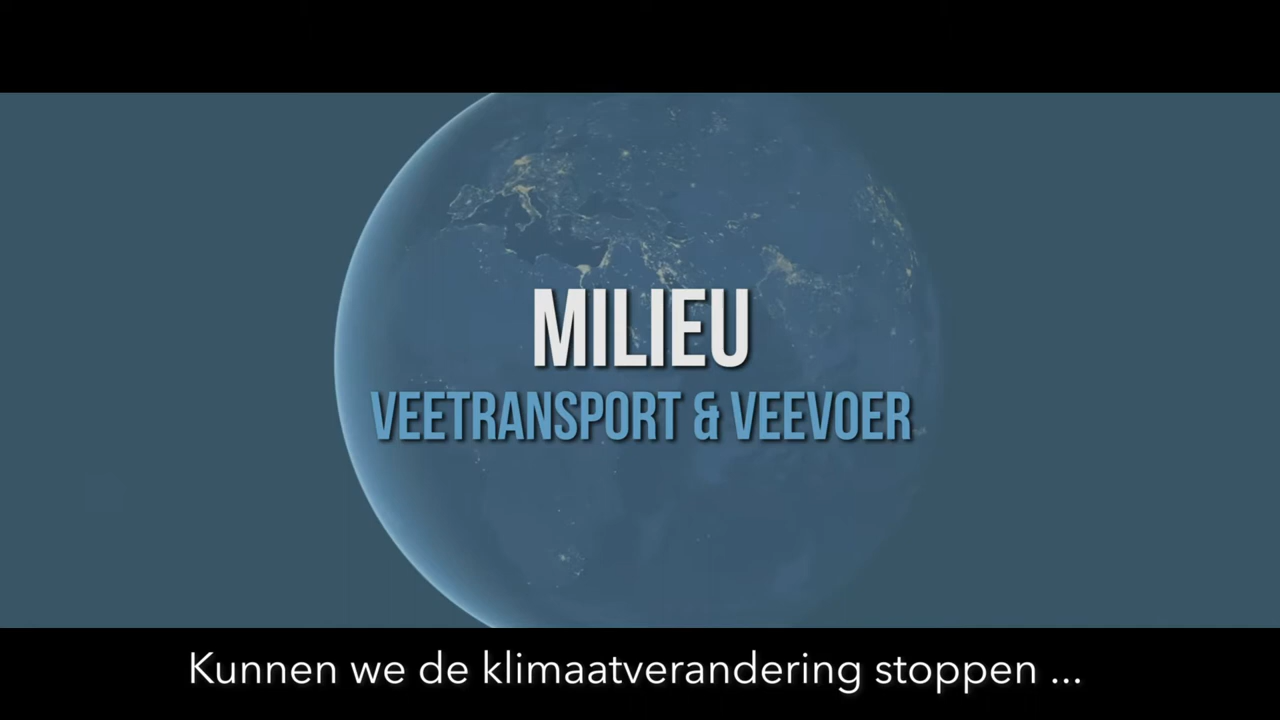 MILIEU
VEETRANSPORT & VEEVOER
Kunnen we de klimaatverandering stoppen ...